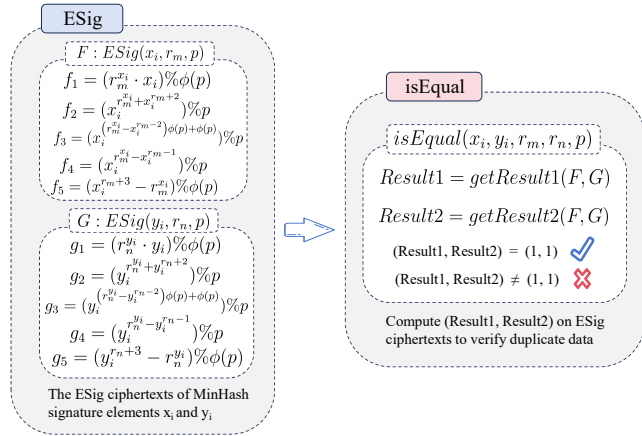 ESig
F : ESig(x_i, r_m, p)
f_1 = (r_m^{x_i} · x_i)%ϕ(p)
f_2 = (x_i^{r_m^{x_i}+x_i^{r_m+2}})%p
f_3 = (x_i^{(r_m^{x_i}-x_i^{r_m-2})ϕ(p)+ϕ(p)})%p
f_4 = (x_i^{r_m^{x_i}-x_i^{r_m-1}})%p
f_5 = (x_i^{r_m+3} - r_m^{x_i})%ϕ(p)
G : ESig(y_i, r_n, p)
g_1 = (r_n^{y_i} · y_i)%ϕ(p)
g_2 = (y_i^{r_n^{y_i}+y_i^{r_n+2}})%p
g_3 = (y_i^{(r_n^{y_i}-y_i^{r_n-2})ϕ(p)+ϕ(p)})%p
g_4 = (y_i^{r_n^{y_i}-y_i^{r_n-1}})%p
g_5 = (y_i^{r_n+3} - r_n^{y_i})%ϕ(p)
The ESig ciphertexts of MinHash
signature elements x_i and y_i
isEqual
isEqual(x_i, y_i, r_m, r_n, p)
Result1 = getResult1(F, G)
Result2 = getResult2(F, G)
(Result1, Result2) = (1, 1)
(Result1, Result2) ≠ (1, 1)
Compute (Result1, Result2) on ESig
ciphertexts to verify duplicate data